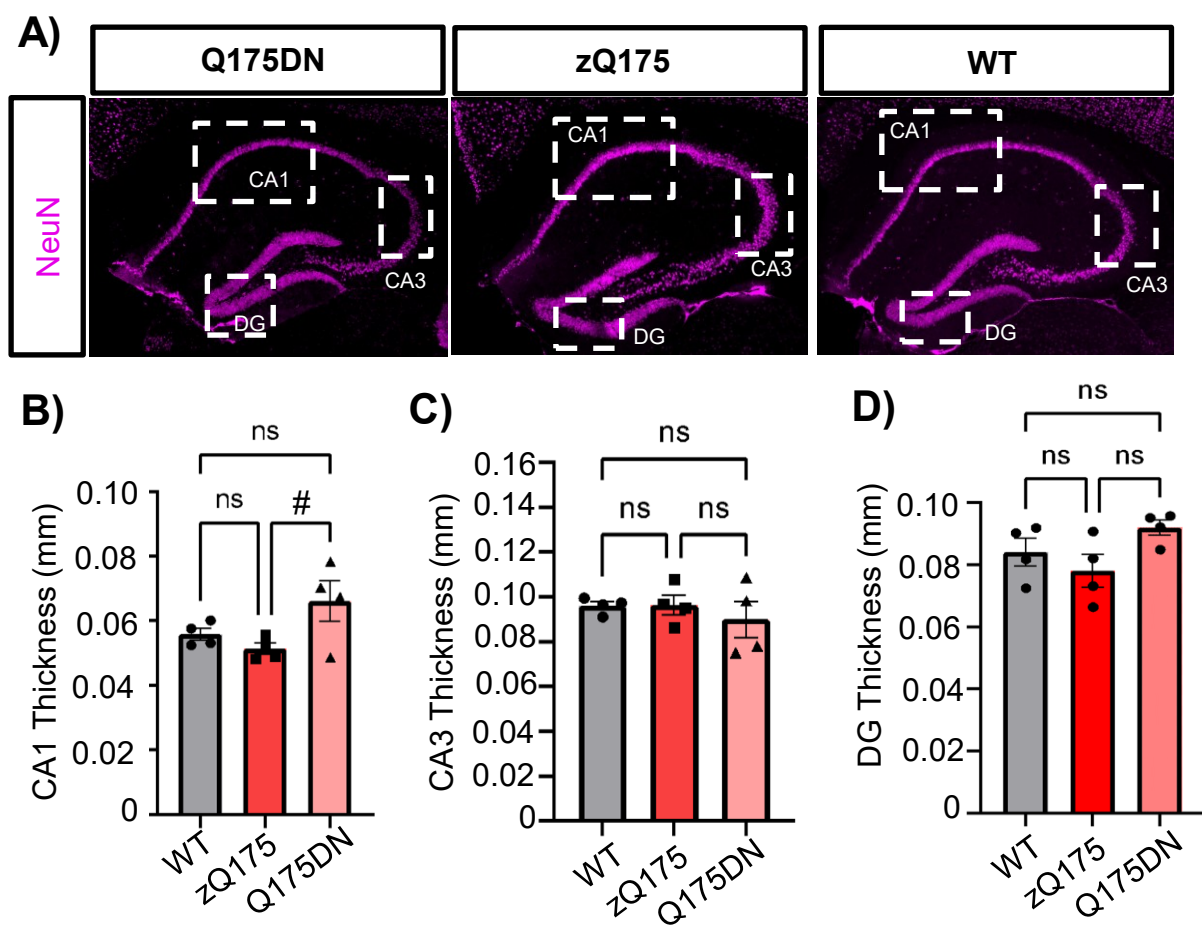 A)
Q175DN
zQ175
WT
NeuN
CA1
CA3
DG
CA1
CA3
DG
CA1
CA3
DG
B)
ns
ns
#
CA1 Thickness (mm)
0.10
0.08
0.06
0.04
0.02
0
WT
zQ175
Q175DN
C)
ns
ns
ns
CA3 Thickness (mm)
0.16
0.14
0.12
0.10
0.08
0.06
0.04
0.02
0
WT
zQ175
Q175DN
D)
ns
ns
ns
DG Thickness (mm)
0.10
0.08
0.06
0.04
0.02
0
WT
zQ175
Q175DN